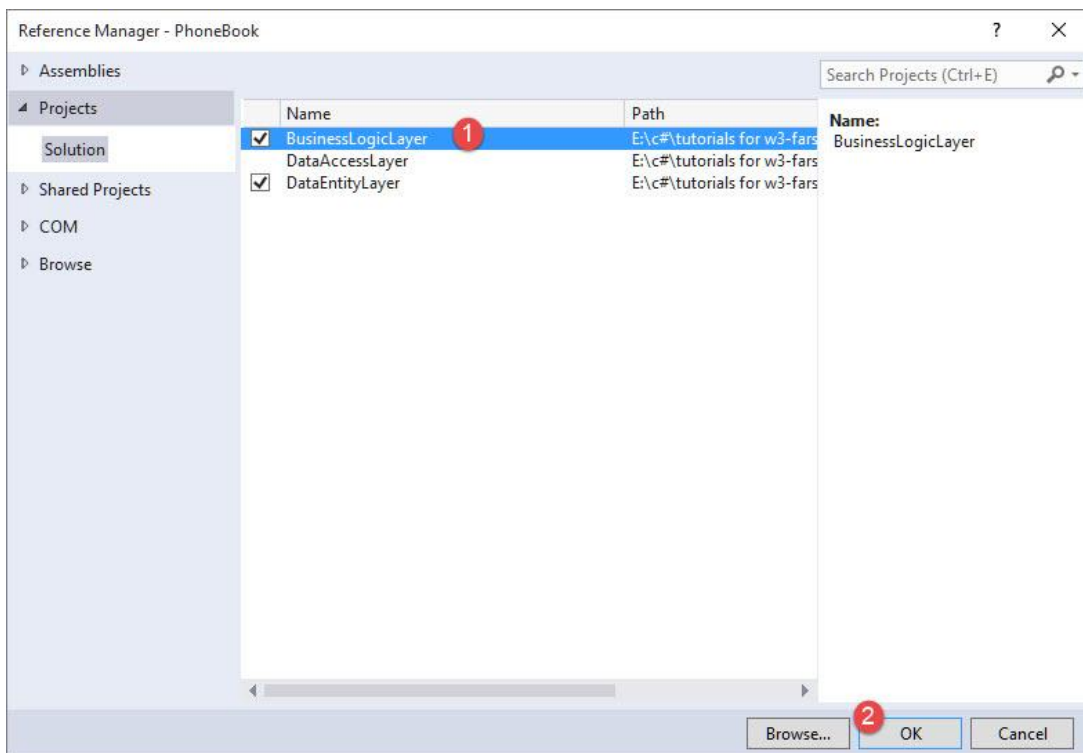 Reference Manager - PhoneBook
?
Assemblies
Search Projects (Ctrl+E)
Projects
Solution
Shared Projects
COM
Browse
Name Path
BusinessLogicLayer 1 E:\c#\tutorials for w3-fars
DataAccessLayer E:\c#\tutorials for w3-fars
DataEntityLayer E:\c#\tutorials for w3-fars
Name:
BusinessLogicLayer
Browse... 2 OK Cancel